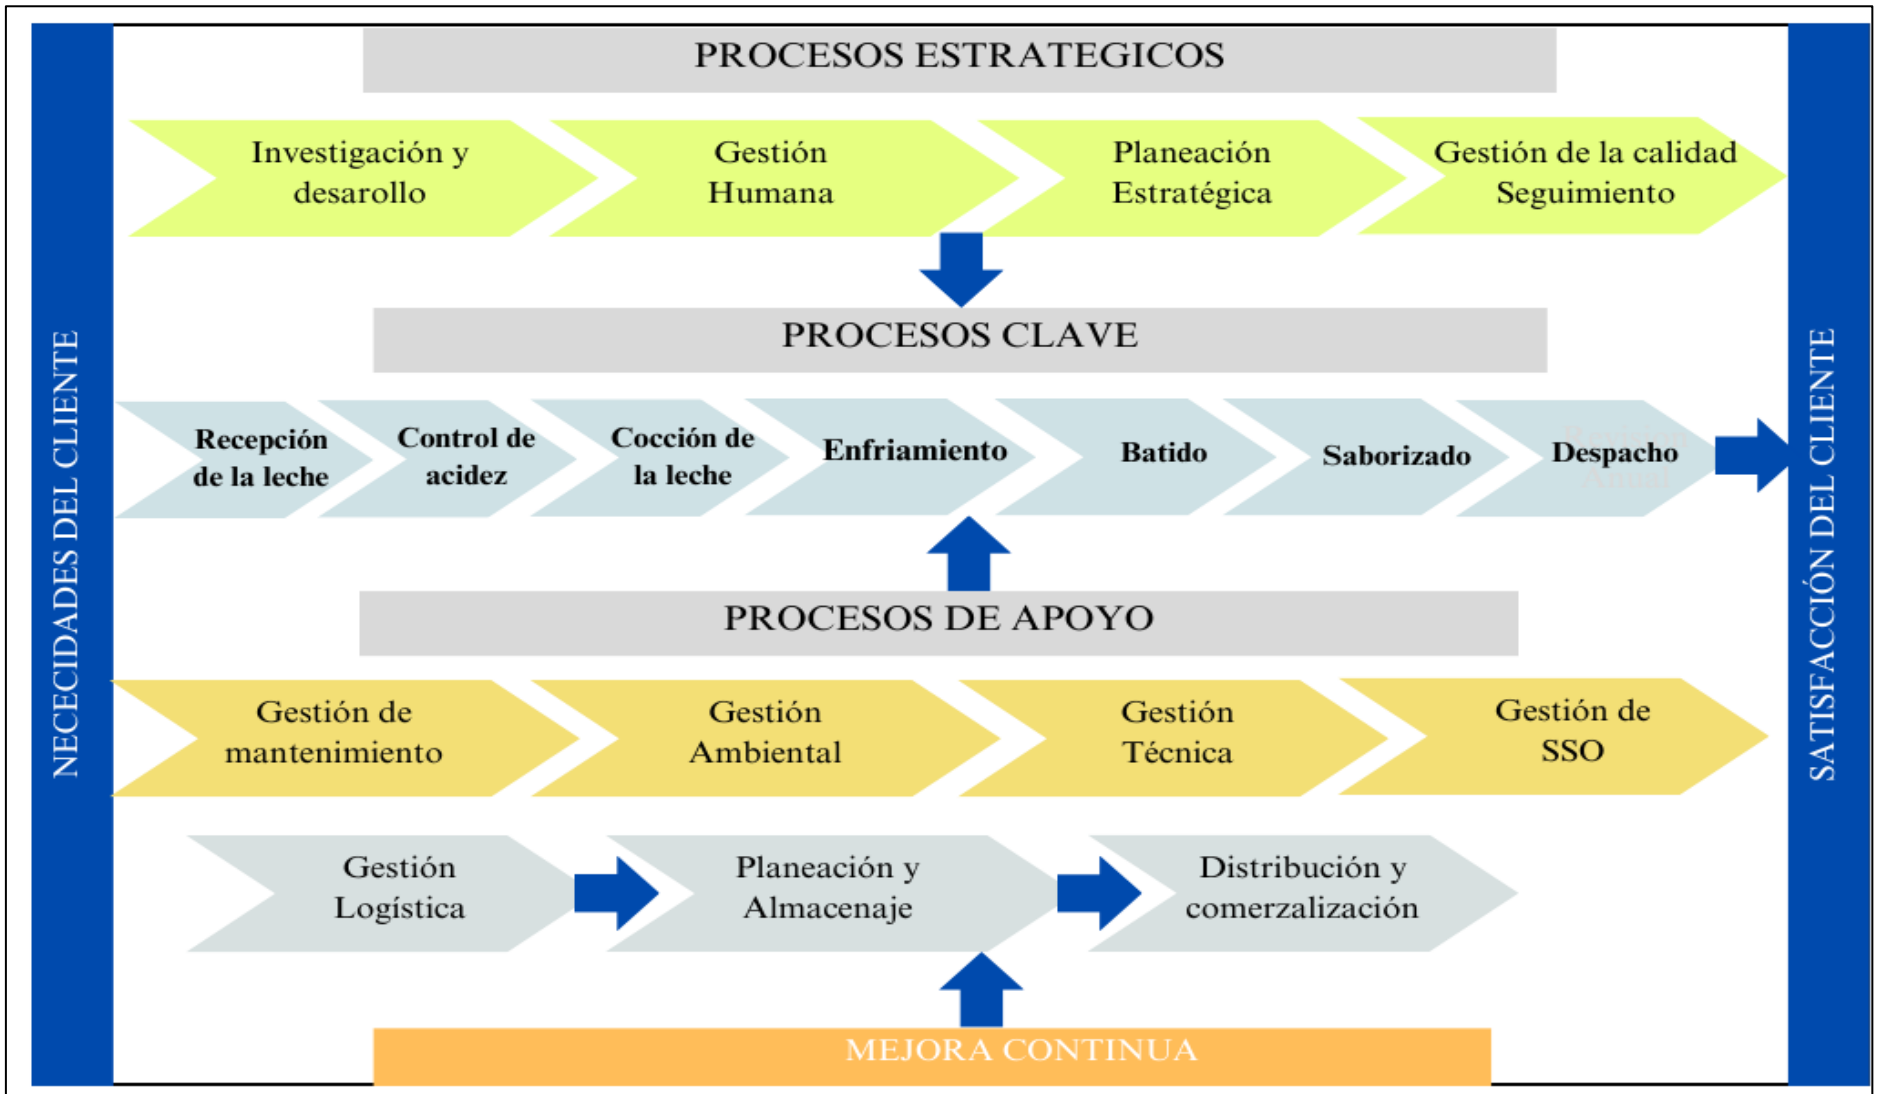 PROCESOS ESTRATEGICOS
Investigación y
desarollo
Gestión
Humana
Planeación
Estratégica
Gestión de la calidad
Seguimiento
NECECIDADES DEL CLIENTE
PROCESOS CLAVE
Recepción
de la leche
Control de
acidez
Cocción de
la leche
Enfriamiento
Batido
Saborizado
Revision
Anual
Despacho
SATISFACCIÓN DEL CLIENTE
PROCESOS DE APOYO
Gestión de
mantenimiento
Gestión
Ambiental
Gestión
Técnica
Gestión de
SSO
Gestión
Logística
Planeación y
Almacenaje
Distribución y
comerzalización
MEJORA CONTINUA